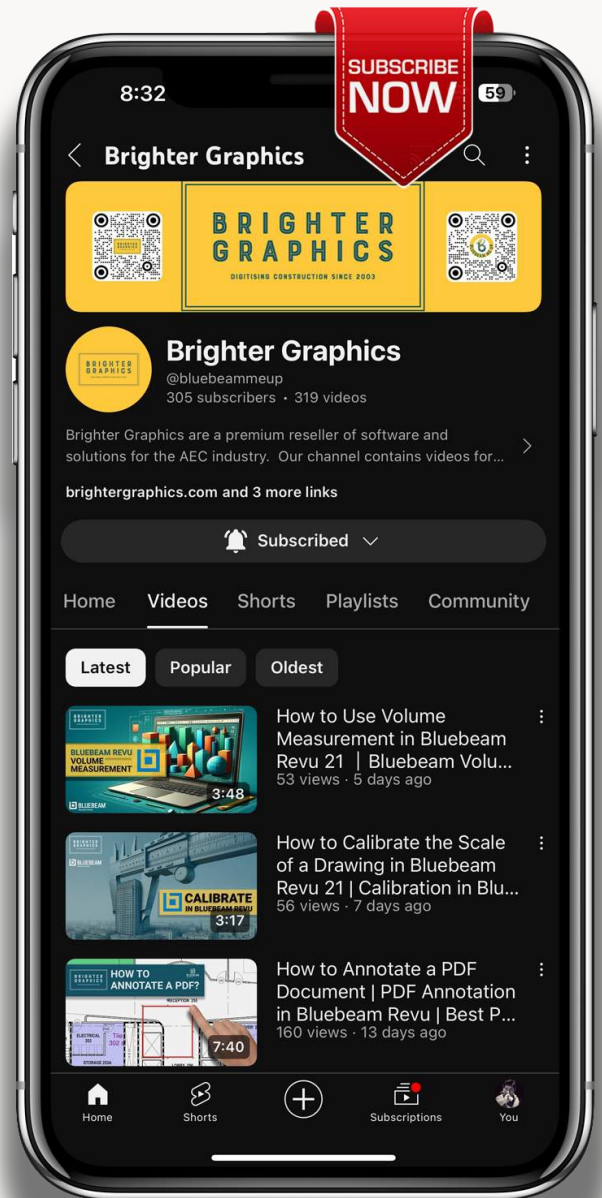 SUBSCRIBE
NOW
8:32
59
Brighter Graphics
BRIGHTER
GRAPHICS
DIGITISING CONSTRUCTION SINCE 2003
BRIGHTER
GRAPHICS
Brighter Graphics
@bluebeammeup
305 subscribers • 319 videos
Brighter Graphics are a premium reseller of software and
solutions for the AEC industry. Our channel contains videos for...
brightergraphics.com and 3 more links
Subscribed
Home Videos Shorts Playlists Community
Latest Popular Oldest
BRIGHTER
GRAPHICS
BLUEBEAM REVU
VOLUME
MEASUREMENT
BLUEBEAM
3:48
How to Use Volume
Measurement in Bluebeam
Revu 21 | Bluebeam Volu...
53 views · 5 days ago
BRIGHTER
GRAPHICS
BLUEBEAM
CALIBRATE
IN BLUEBEAM REVU
3:17
How to Calibrate the Scale
of a Drawing in Bluebeam
Revu 21 | Calibration in Blu...
56 views · 7 days ago
BRIGHTER
GRAPHICS
HOW TO
ANNOTATE A PDF?
RECEPTION
ELECTRICAL
Tile
302
7:40
How to Annotate a PDF
Document | PDF Annotation
in Bluebeam Revu | Best P...
160 views · 13 days ago
Home
Shorts
Subscriptions
You